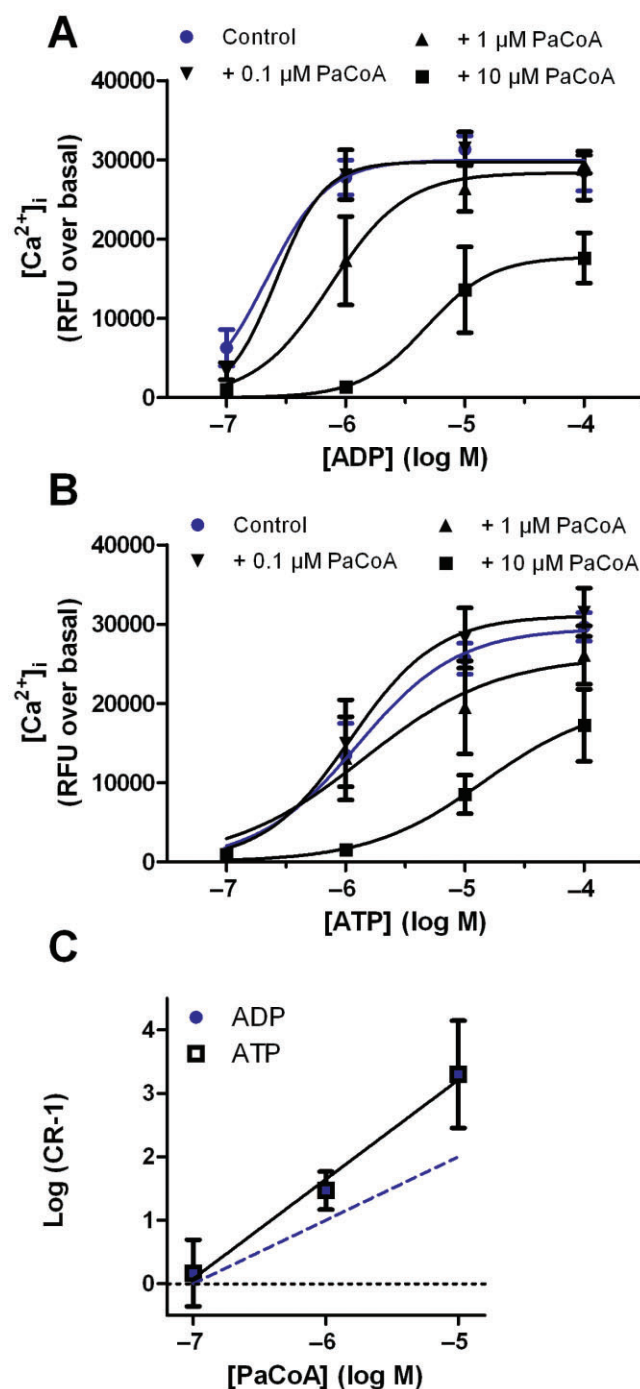 A
Control
+ 1 µM PaCoA
+ 0.1 µM PaCoA
+ 10 µM PaCoA
40000
30000
20000
10000
0
[Ca²⁺]ᵢ
(RFU over basal)
–7
–6
–5
–4
[ADP] (log M)
B
Control
+ 1 µM PaCoA
+ 0.1 µM PaCoA
+ 10 µM PaCoA
40000
30000
20000
10000
0
[Ca²⁺]ᵢ
(RFU over basal)
–7
–6
–5
–4
[ATP] (log M)
C
ADP
ATP
4
3
2
1
0
Log (CR-1)
–7
–6
–5
[PaCoA] (log M)